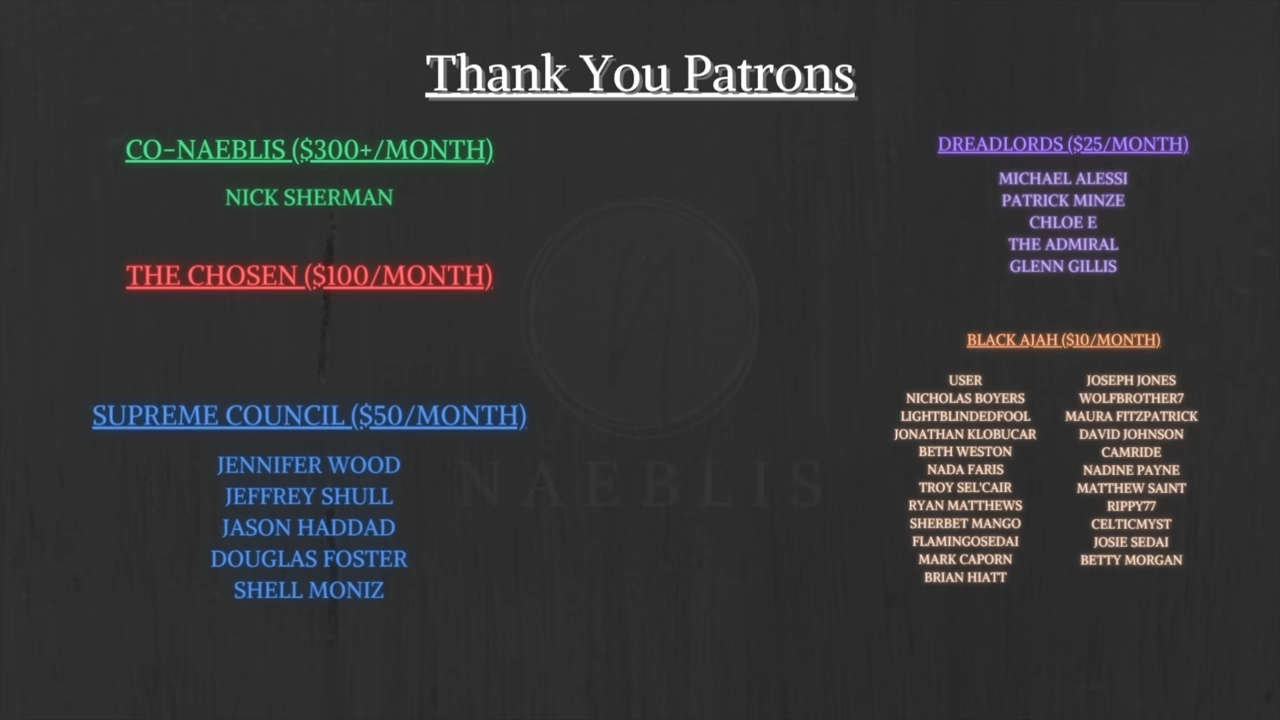 Thank You Patrons
CO-NAEBLIS ($300+/MONTH)
NICK SHERMAN
THE CHOSEN ($100/MONTH)
SUPREME COUNCIL ($50/MONTH)
JENNIFER WOOD
JEFFREY SHULL
JASON HADDAD
DOUGLAS FOSTER
SHELL MONIZ
NAEBLIS
DREADLORDS ($25/MONTH)
MICHAEL ALESSI
PATRICK MINZE
CHLOE E
THE ADMIRAL
GLENN GILLIS
BLACK AJAH ($10/MONTH)
USER
NICHOLAS BOYERS
LIGHTBLINDEDFOOL
JONATHAN KLOBUCAR
BETH WESTON
NADA FARIS
TROY SEL'CAIR
RYAN MATTHEWS
SHERBET MANGO
FLAMINGOSEDAI
MARK CAPORN
BRIAN HIATT
JOSEPH JONES
WOLFBROTHER7
MAURA FITZPATRICK
DAVID JOHNSON
CAMRIDE
NADINE PAYNE
MATTHEW SAINT
RIPPY77
CELTICMYST
JOSIE SEDAI
BETTY MORGAN